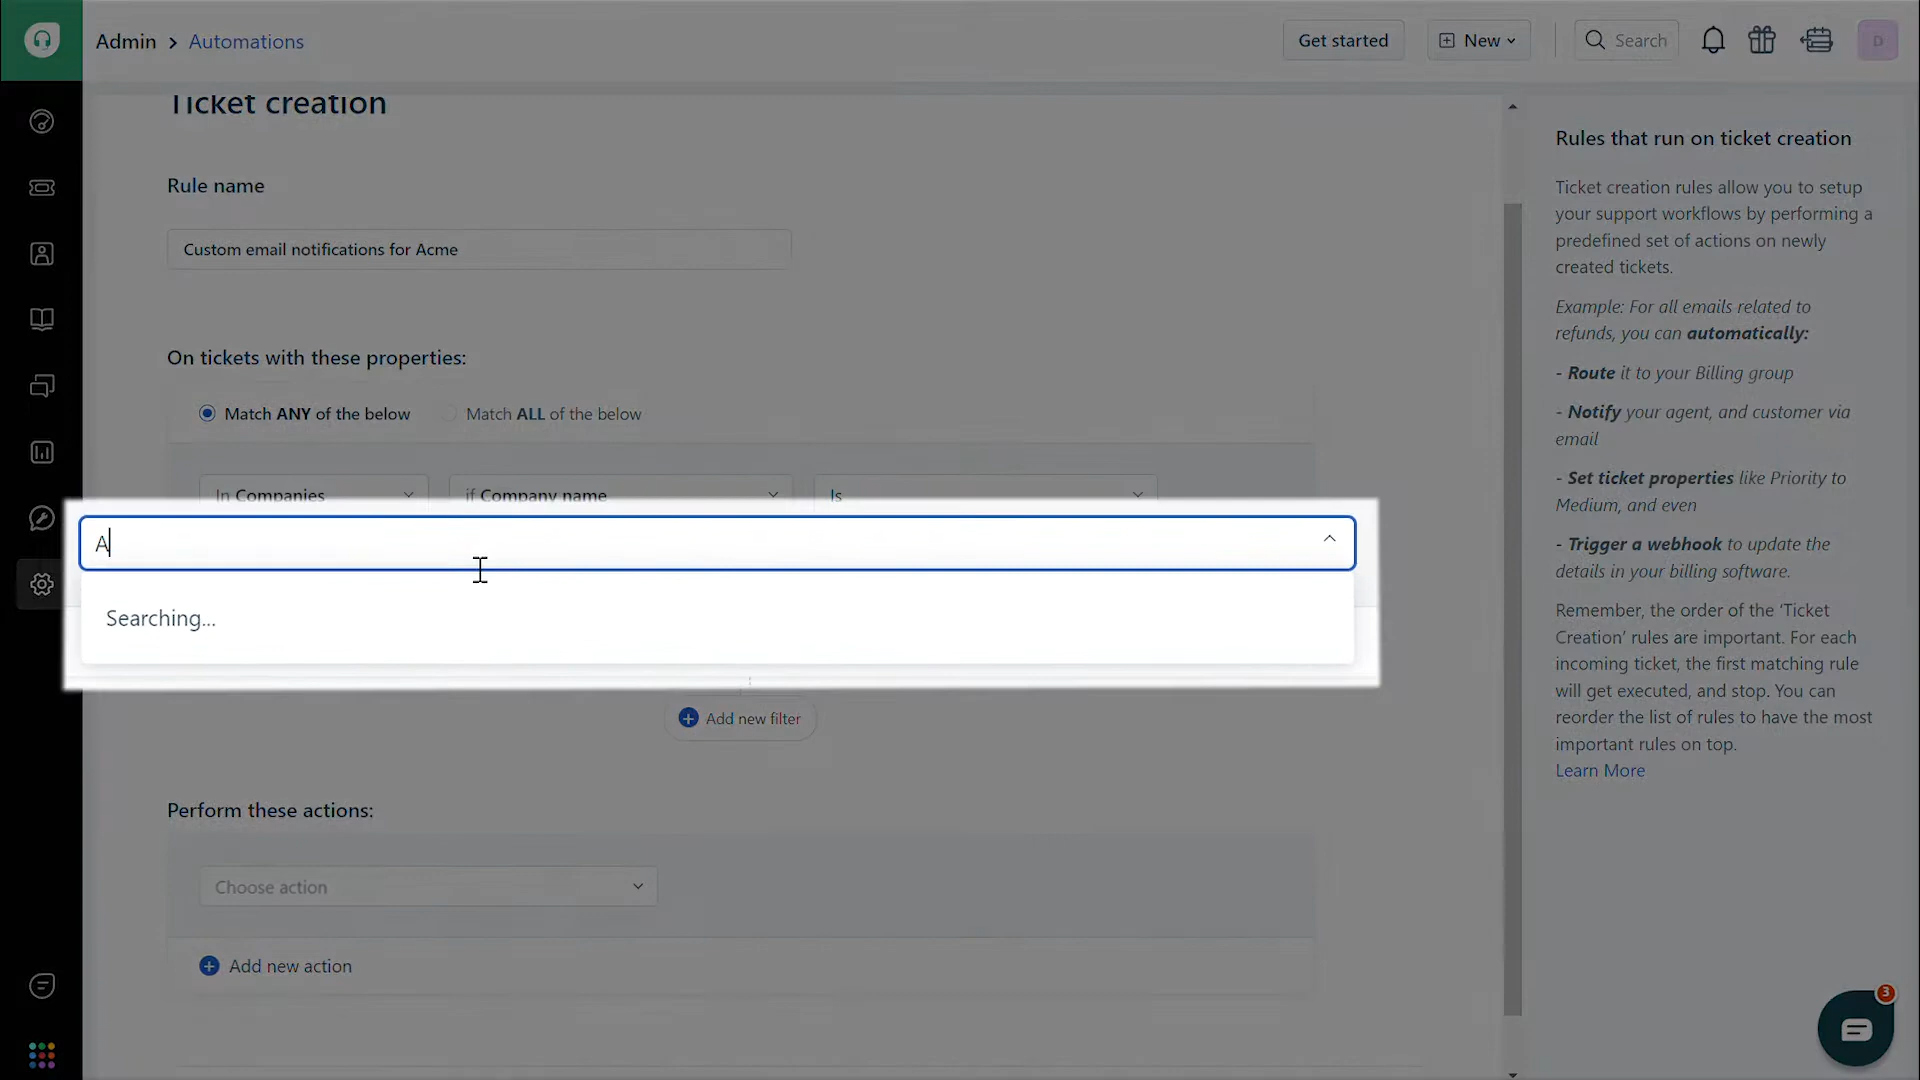 Admin > Automations
Get started
New
Search
D
Ticket creation
Rule name
Custom email notifications for Acme
On tickets with these properties:
Match ANY of the below
Match ALL of the below
In Companies
if Company name
Is
A
Searching...
Add new filter
Perform these actions:
Choose action
Add new action
Rules that run on ticket creation
Ticket creation rules allow you to setup
your support workflows by performing a
predefined set of actions on newly
created tickets.
Example: For all emails related to
refunds, you can automatically:
- Route it to your Billing group
- Notify your agent, and customer via
email
- Set ticket properties like Priority to
Medium, and even
- Trigger a webhook to update the
details in your billing software.
Remember, the order of the ‘Ticket
Creation’ rules are important. For each
incoming ticket, the first matching rule
will get executed, and stop. You can
reorder the list of rules to have the most
important rules on top.
Learn More
3